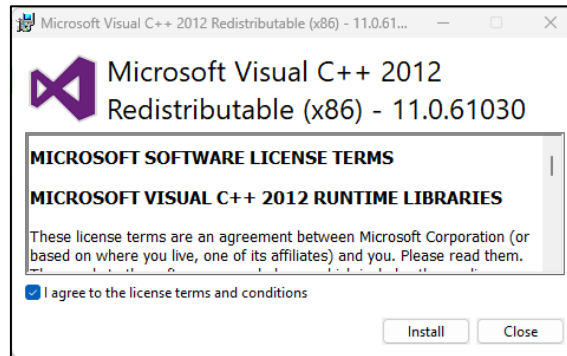 Microsoft Visual C++ 2012 Redistributable (x86) - 11.0.61...
Microsoft Visual C++ 2012
Redistributable (x86) - 11.0.61030
MICROSOFT SOFTWARE LICENSE TERMS
MICROSOFT VISUAL C++ 2012 RUNTIME LIBRARIES
These license terms are an agreement between Microsoft Corporation (or
based on where you live, one of its affiliates) and you. Please read them.
I agree to the license terms and conditions
Install
Close